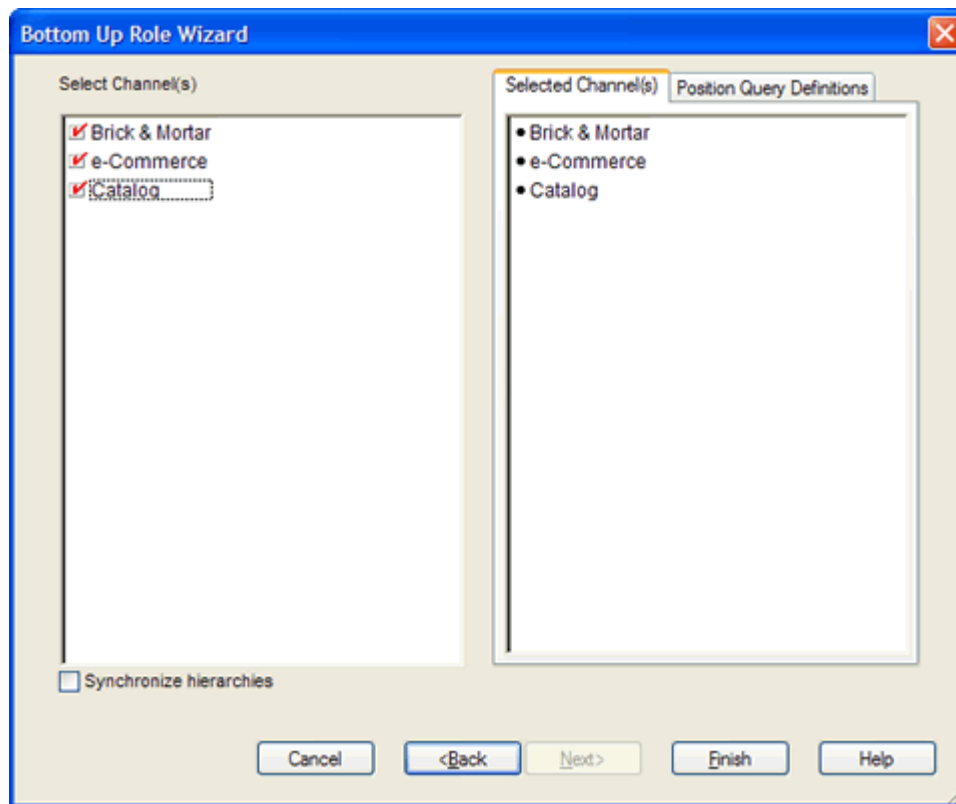 Bottom Up Role Wizard
Select Channel(s)
Brick & Mortar
e-Commerce
Catalog
Synchronize hierarchies
Selected Channel(s)
Position Query Definitions
• Brick & Mortar
• e-Commerce
• Catalog
Cancel
<Back
Next>
Finish
Help